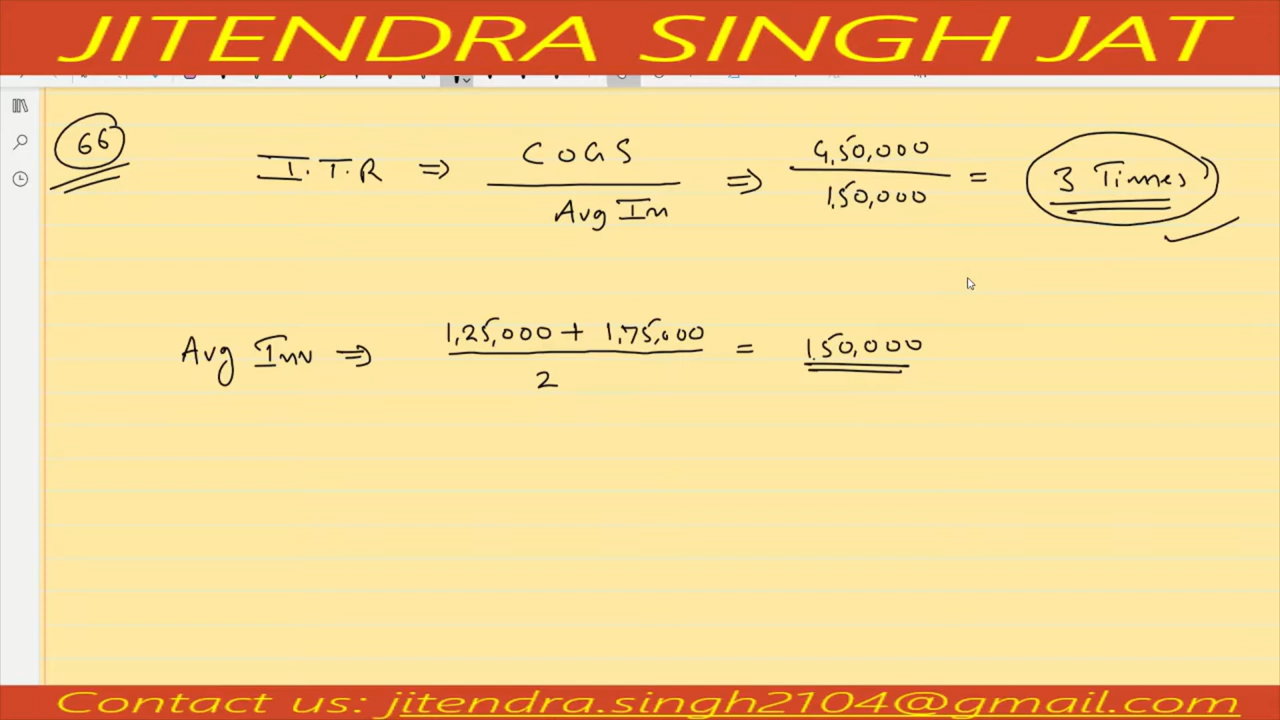 JITENDRA SINGH JAT
66
I.T.R ⇒ COGS / Avg In ⇒ 4,50,000 / 1,50,000 = 3 Times
Avg Inv ⇒ 1,25,000 + 1,75,000 / 2 = 1,50,000
Contact us: jitendra.singh2104@gmail.com